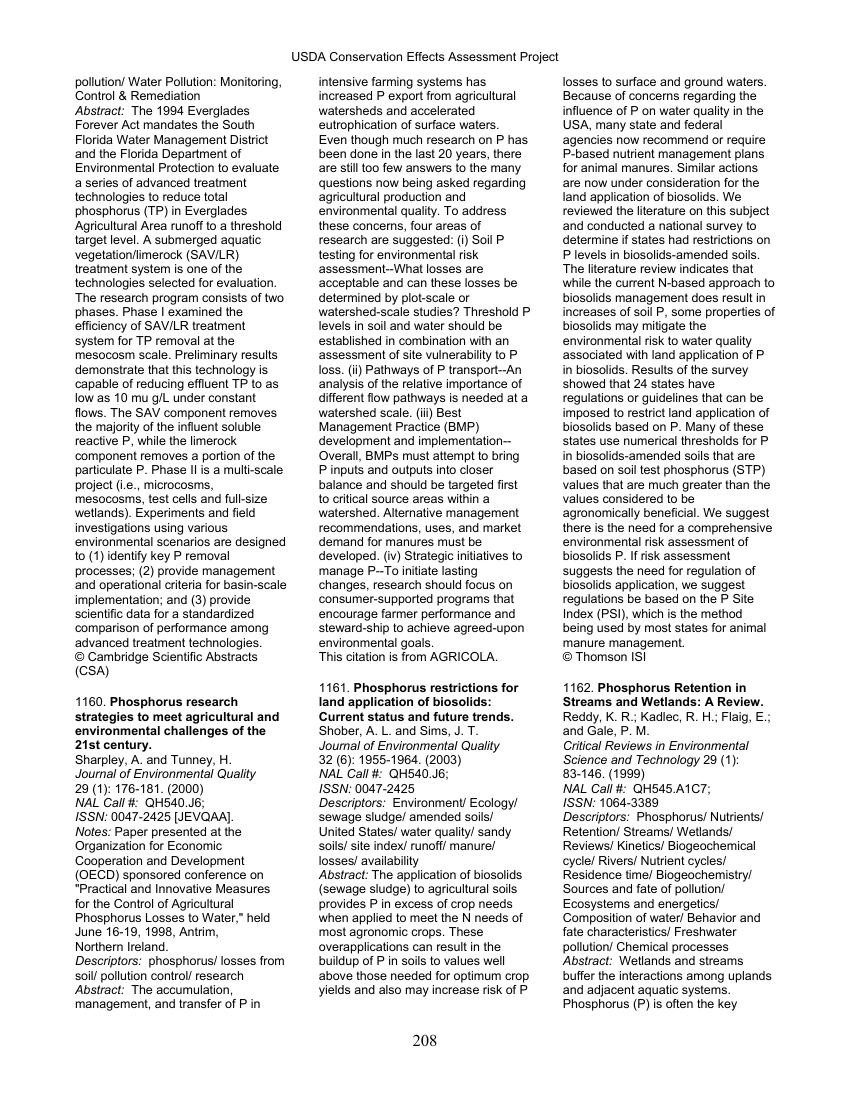 USDA Conservation Effects Assessment Project
pollution/ Water Pollution: Monitoring,
Control & Remediation
Abstract: The 1994 Everglades
Forever Act mandates the South
Florida Water Management District
and the Florida Department of
Environmental Protection to evaluate
a series of advanced treatment
technologies to reduce total
phosphorus (TP) in Everglades
Agricultural Area runoff to a threshold
target level. A submerged aquatic
vegetation/limerock (SAV/LR)
treatment system is one of the
technologies selected for evaluation.
The research program consists of two
phases. Phase I examined the
efficiency of SAV/LR treatment
system for TP removal at the
mesocosm scale. Preliminary results
demonstrate that this technology is
capable of reducing effluent TP to as
low as 10 mu g/L under constant
flows. The SAV component removes
the majority of the influent soluble
reactive P, while the limerock
component removes a portion of the
particulate P. Phase II is a multi-scale
project (i.e., microcosms,
mesocosms, test cells and full-size
wetlands). Experiments and field
investigations using various
environmental scenarios are designed
to (1) identify key P removal
processes; (2) provide management
and operational criteria for basin-scale
implementation; and (3) provide
scientific data for a standardized
comparison of performance among
advanced treatment technologies.
© Cambridge Scientific Abstracts
(CSA)
1160. Phosphorus research
strategies to meet agricultural and
environmental challenges of the
21st century.
Sharpley, A. and Tunney, H.
Journal of Environmental Quality
29 (1): 176-181. (2000)
NAL Call #: QH540.J6;
ISSN: 0047-2425 [JEVQAA].
Notes: Paper presented at the
Organization for Economic
Cooperation and Development
(OECD) sponsored conference on
"Practical and Innovative Measures
for the Control of Agricultural
Phosphorus Losses to Water," held
June 16-19, 1998, Antrim,
Northern Ireland.
Descriptors: phosphorus/ losses from
soil/ pollution control/ research
Abstract: The accumulation,
management, and transfer of P in
intensive farming systems has
increased P export from agricultural
watersheds and accelerated
eutrophication of surface waters.
Even though much research on P has
been done in the last 20 years, there
are still too few answers to the many
questions now being asked regarding
agricultural production and
environmental quality. To address
these concerns, four areas of
research are suggested: (i) Soil P
testing for environmental risk
assessment--What losses are
acceptable and can these losses be
determined by plot-scale or
watershed-scale studies? Threshold P
levels in soil and water should be
established in combination with an
assessment of site vulnerability to P
loss. (ii) Pathways of P transport--An
analysis of the relative importance of
different flow pathways is needed at a
watershed scale. (iii) Best
Management Practice (BMP)
development and implementation--
Overall, BMPs must attempt to bring
P inputs and outputs into closer
balance and should be targeted first
to critical source areas within a
watershed. Alternative management
recommendations, uses, and market
demand for manures must be
developed. (iv) Strategic initiatives to
manage P--To initiate lasting
changes, research should focus on
consumer-supported programs that
encourage farmer performance and
steward-ship to achieve agreed-upon
environmental goals.
This citation is from AGRICOLA.
1161. Phosphorus restrictions for
land application of biosolids:
Current status and future trends.
Shober, A. L. and Sims, J. T.
Journal of Environmental Quality
32 (6): 1955-1964. (2003)
NAL Call #: QH540.J6;
ISSN: 0047-2425
Descriptors: Environment/ Ecology/
sewage sludge/ amended soils/
United States/ water quality/ sandy
soils/ site index/ runoff/ manure/
losses/ availability
Abstract: The application of biosolids
(sewage sludge) to agricultural soils
provides P in excess of crop needs
when applied to meet the N needs of
most agronomic crops. These
overapplications can result in the
buildup of P in soils to values well
above those needed for optimum crop
yields and also may increase risk of P
losses to surface and ground waters.
Because of concerns regarding the
influence of P on water quality in the
USA, many state and federal
agencies now recommend or require
P-based nutrient management plans
for animal manures. Similar actions
are now under consideration for the
land application of biosolids. We
reviewed the literature on this subject
and conducted a national survey to
determine if states had restrictions on
P levels in biosolids-amended soils.
The literature review indicates that
while the current N-based approach to
biosolids management does result in
increases of soil P, some properties of
biosolids may mitigate the
environmental risk to water quality
associated with land application of P
in biosolids. Results of the survey
showed that 24 states have
regulations or guidelines that can be
imposed to restrict land application of
biosolids based on P. Many of these
states use numerical thresholds for P
in biosolids-amended soils that are
based on soil test phosphorus (STP)
values that are much greater than the
values considered to be
agronomically beneficial. We suggest
there is the need for a comprehensive
environmental risk assessment of
biosolids P. If risk assessment
suggests the need for regulation of
biosolids application, we suggest
regulations be based on the P Site
Index (PSI), which is the method
being used by most states for animal
manure management.
© Thomson ISI
1162. Phosphorus Retention in
Streams and Wetlands: A Review.
Reddy, K. R.; Kadlec, R. H.; Flaig, E.;
and Gale, P. M.
Critical Reviews in Environmental
Science and Technology 29 (1):
83-146. (1999)
NAL Call #: QH545.A1C7;
ISSN: 1064-3389
Descriptors: Phosphorus/ Nutrients/
Retention/ Streams/ Wetlands/
Reviews/ Kinetics/ Biogeochemical
cycle/ Rivers/ Nutrient cycles/
Residence time/ Biogeochemistry/
Sources and fate of pollution/
Ecosystems and energetics/
Composition of water/ Behavior and
fate characteristics/ Freshwater
pollution/ Chemical processes
Abstract: Wetlands and streams
buffer the interactions among uplands
and adjacent aquatic systems.
Phosphorus (P) is often the key
208